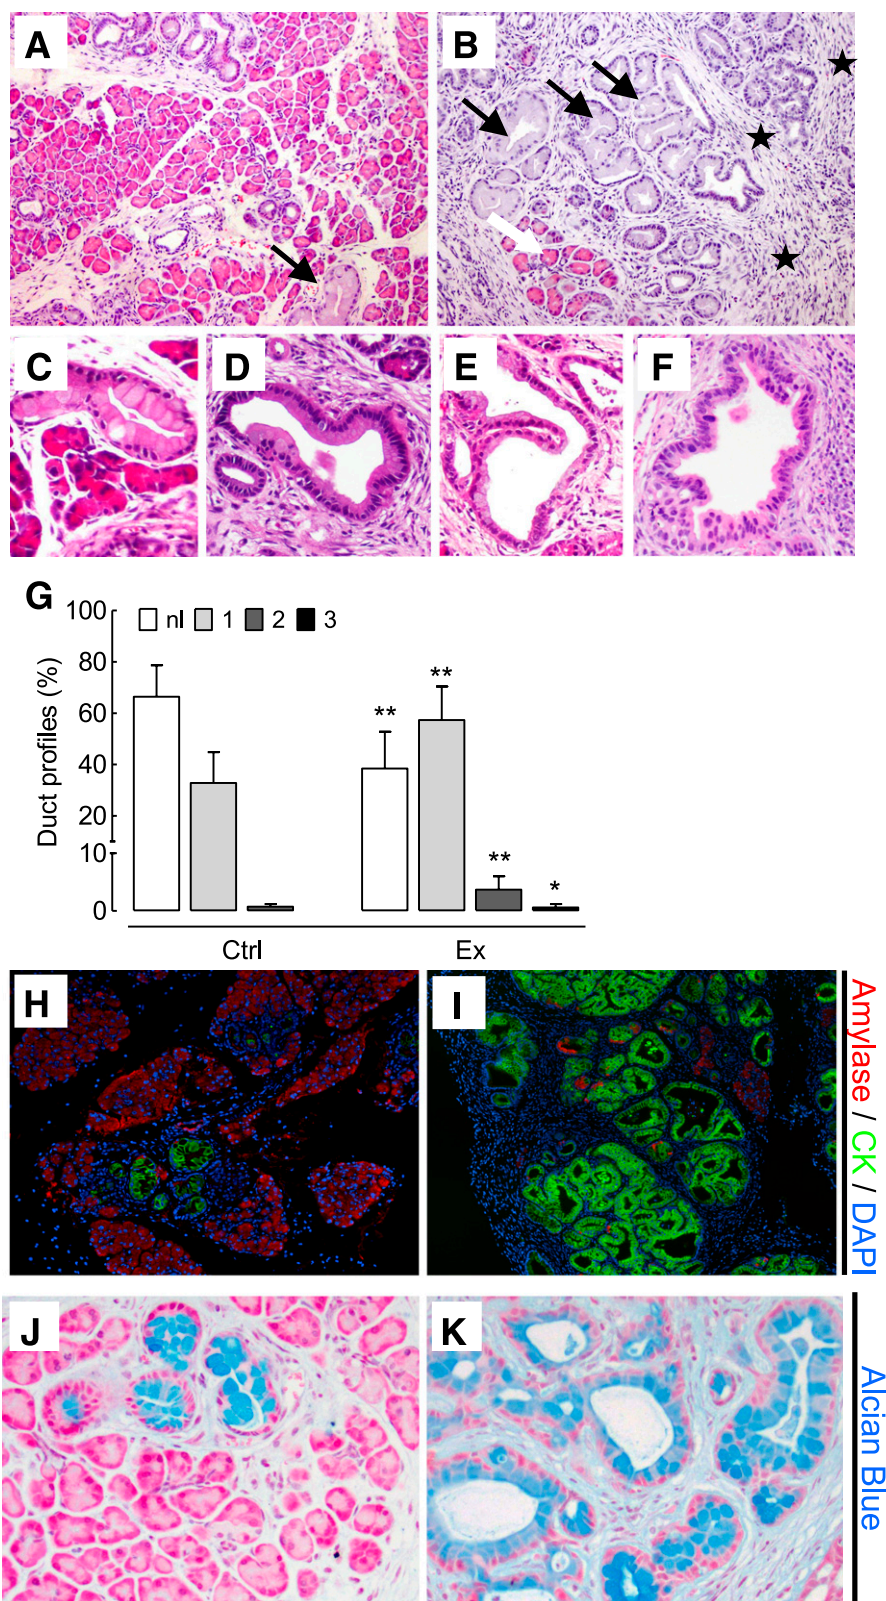 A
B
C
D
E
F
G
100
80
60
40
20
10
0
Duct profiles (%)
nl 1 2 3
** **
** *
Ctrl Ex
H
I
Amylase / CK / DAPI
J
K
Alcian Blue